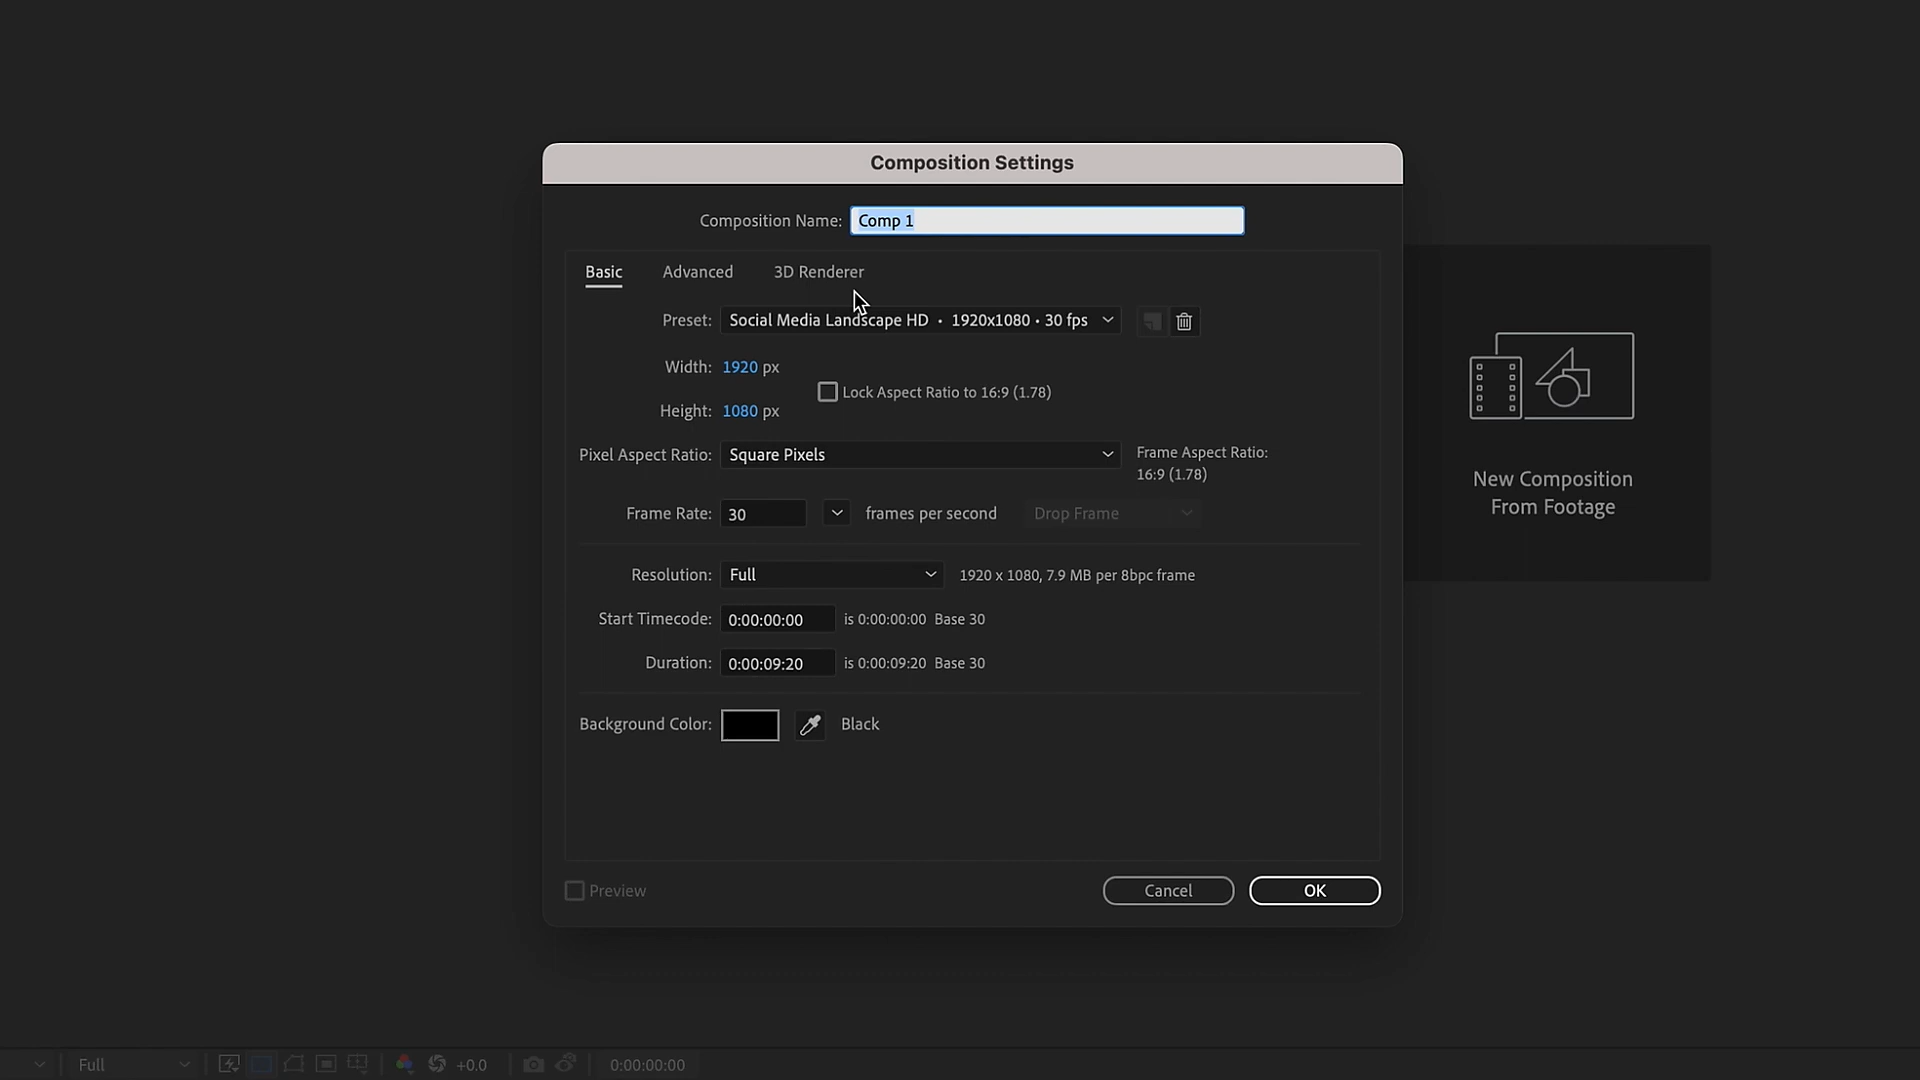 Composition Settings
Composition Name: Comp 1
Basic Advanced 3D Renderer
Preset: Social Media Landscape HD • 1920x1080 • 30 fps
Width: 1920 px
Lock Aspect Ratio to 16:9 (1.78)
Height: 1080 px
Pixel Aspect Ratio: Square Pixels
Frame Aspect Ratio:
16:9 (1.78)
Frame Rate: 30 frames per second Drop Frame
Resolution: Full 1920 x 1080, 7.9 MB per 8bpc frame
Start Timecode: 0:00:00:00 is 0:00:00:00 Base 30
Duration: 0:00:09:20 is 0:00:09:20 Base 30
Background Color: Black
Preview Cancel OK
New Composition
From Footage
Full +0.0 0:00:00:00